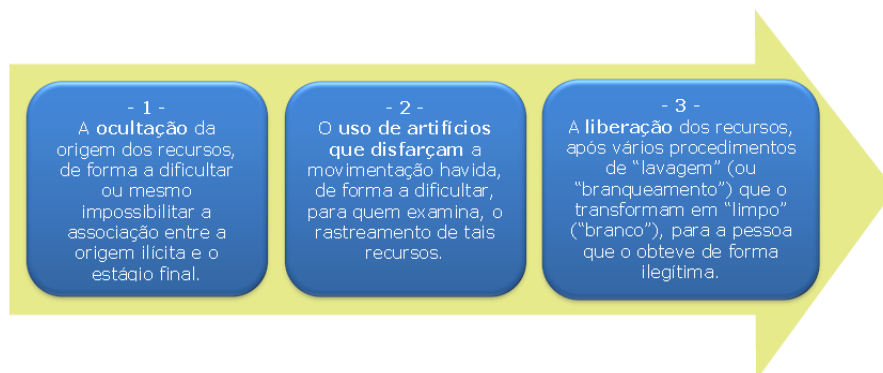 - 1 -
A ocultação da
origem dos recursos,
de forma a dificultar
ou mesmo
impossibilitar a
associação entre a
origem ilícita e o
estágio final.
- 2 -
O uso de artifícios
que disfarçam a
movimentação havida,
de forma a dificultar,
para quem examina, o
rastreamento de tais
recursos.
- 3 -
A liberação dos recursos,
após vários procedimentos
de “lavagem” (ou
“branqueamento”) que o
transformam em “limpo”
(“branco”), para a pessoa
que o obteve de forma
ilegítima.